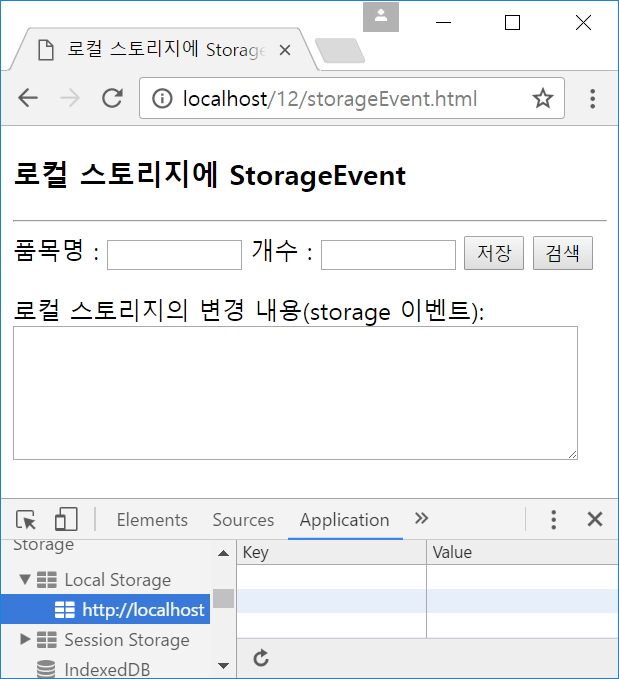 로컬 스토리지에 Storage
localhost/12/storageEvent.html
로컬 스토리지에 StorageEvent
품목명 : 개수 : 저장 검색
로컬 스토리지의 변경 내용(storage 이벤트):
Elements Sources Application
Storage
Key Value
Local Storage
http://localhost
Session Storage
IndexedDB